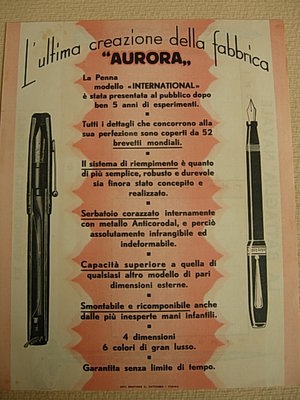 L'ultima creazione della fabbrica
"AURORA„
La Penna
modello «INTERNATIONAL»
è stata presentata al pubblico dopo
ben 5 anni di esperimenti.
Tutti i dettagli che concorrono alla
sua perfezione sono coperti da 52
brevetti mondiali.
Il sistema di riempimento è quanto
di più semplice, robusto e durevole
sia finora stato concepito e
realizzato.
Serbatoio corazzato internamente
con metallo Anticorodal, e perciò
assolutamente infrangibile ed
indeformabile.
Capacità superiore a quella di
qualsiasi altro modello di pari
dimensioni esterne.
Smontabile e ricomponibile anche
dalle più inesperte mani infantili.
4 dimensioni
6 colori di gran lusso.
Garantita senza limite di tempo.